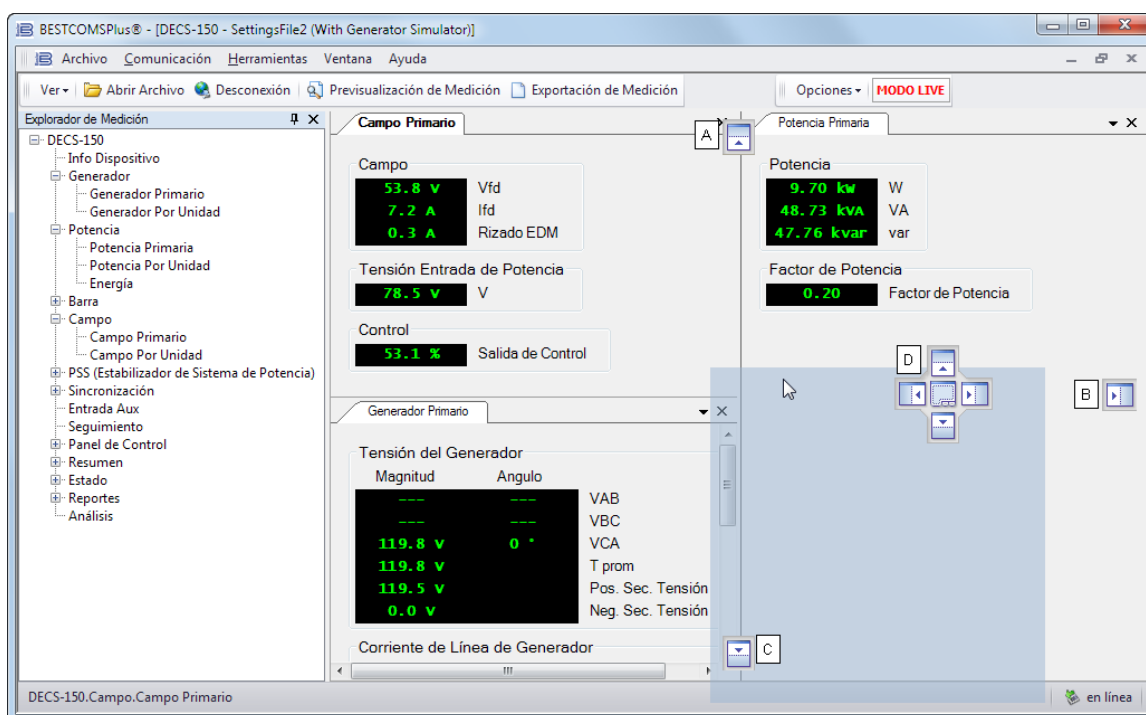 BESTCOMSPlus® - [DECS-150 - SettingsFile2 (With Generator Simulator)]
Archivo Comunicación Herramientas Ventana Ayuda
Ver Abrir Archivo Desconexión Previsualización de Medición Exportación de Medición Opciones MODO LIVE
Explorador de Medición
DECS-150
Info Dispositivo
Generador
Generador Primario
Generador Por Unidad
Potencia
Potencia Primaria
Potencia Por Unidad
Energía
Barra
Campo
Campo Primario
Campo Por Unidad
PSS (Estabilizador de Sistema de Potencia)
Sincronización
Entrada Aux
Seguimiento
Panel de Control
Resumen
Estado
Reportes
Análisis
Campo Primario
A
Campo
53.8 V Vfd
7.2 A Ifd
0.3 A Rizado EDM
Tensión Entrada de Potencia
78.5 V V
Control
53.1 % Salida de Control
Generador Primario
Tensión del Generador
Magnitud Angulo
--- --- VAB
--- --- VBC
119.8 V 0 ° VCA
119.8 V T prom
119.5 V Pos. Sec. Tensión
0.0 V Neg. Sec. Tensión
Corriente de Línea de Generador
C
Potencia Primaria
Potencia
9.70 kW W
48.73 kVA VA
47.76 kvar var
Factor de Potencia
0.20 Factor de Potencia
D
B
DECS-150.Campo.Campo Primario en línea